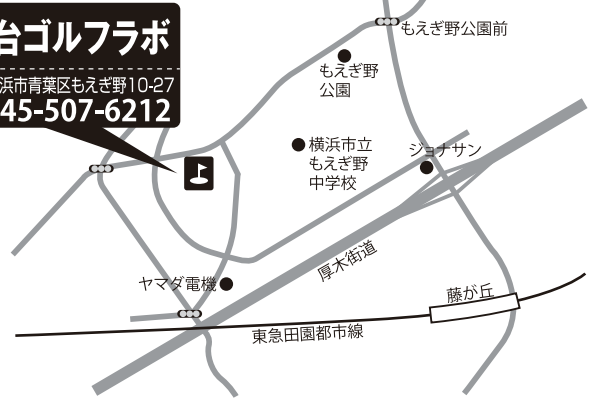 台ゴルフラボ
浜市青葉区もえぎ野10-27
45-507-6212
もえぎ野公園前
もえぎ野
公園
横浜市立
もえぎ野
中学校
ジョナサン
厚木街道
ヤマダ電機
藤が丘
東急田園都市線